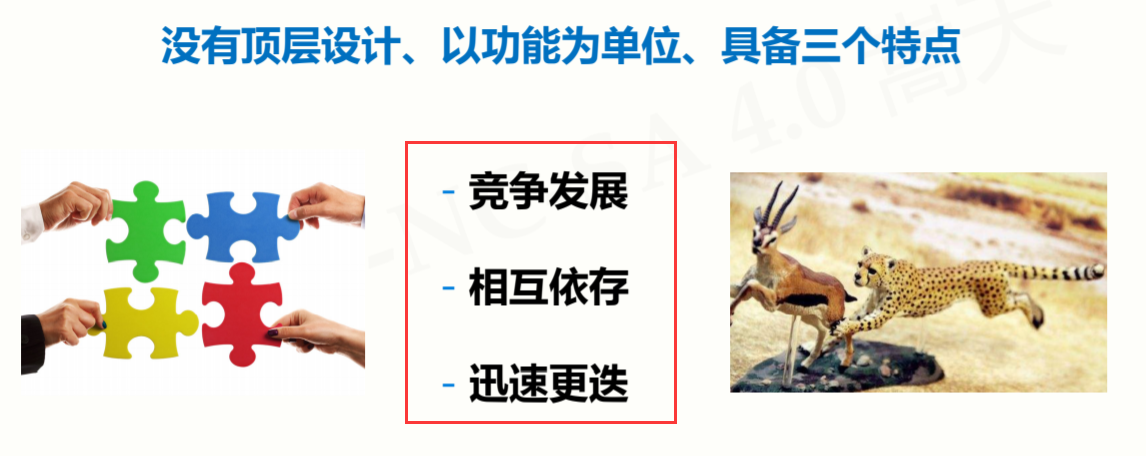 没有顶层设计、以功能为单位、具备三个特点
- 竞争发展
- 相互依存
- 迅速更迭
-NC-SA 4.0 嵩天